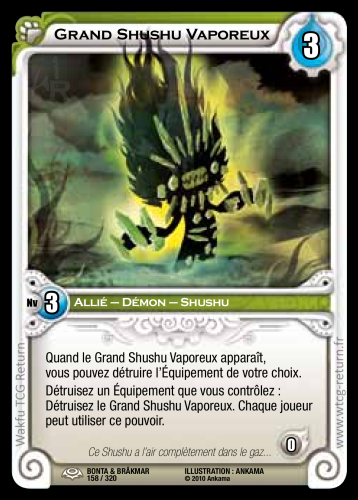 Grand Shushu Vaporeux
3
Nv 3 Allié – Démon – Shushu
Quand le Grand Shushu Vaporeux apparaît,
vous pouvez détruire l'Équipement de votre choix.
Détruisez un Équipement que vous contrôlez :
Détruisez le Grand Shushu Vaporeux. Chaque joueur
peut utiliser ce pouvoir.
Ce Shushu a l'air complètement dans le gaz...
0
BONTA & BRÂKMAR
158 / 320
ILLUSTRATION : ANKAMA
© 2010 Ankama
Wakfu TCG Return
www.wtcg-return.fr